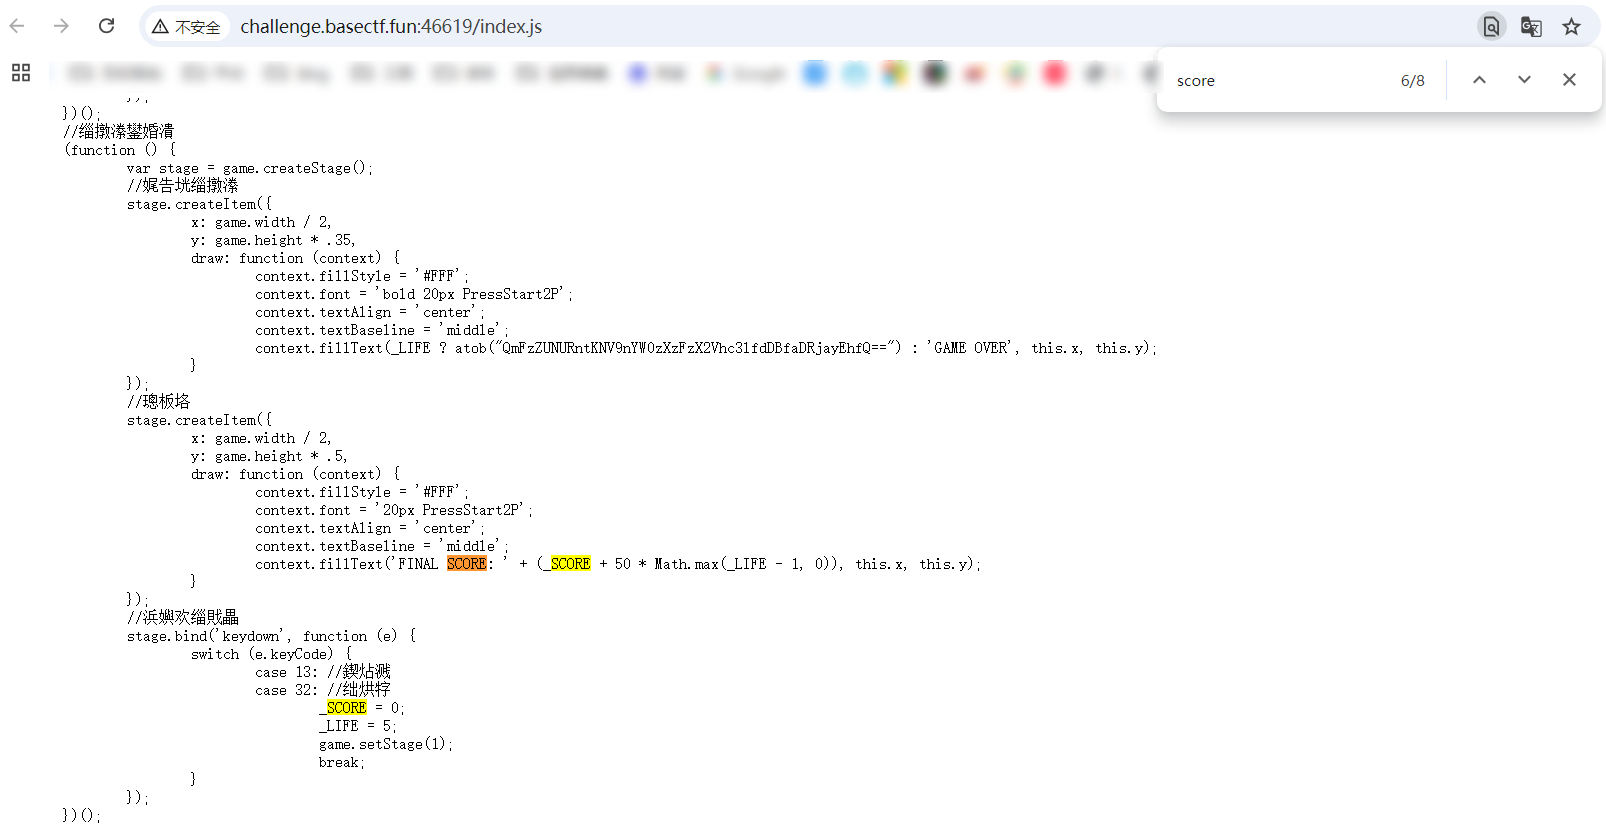 不安全
challenge.basectf.fun:46619/index.js
score
6/8
});
})();
//缁撴潫鐢婚潰
(function () {
var stage = game.createStage();
//娓告垙缁撴潫
stage.createItem({
x: game.width / 2,
y: game.height * .35,
draw: function (context) {
context.fillStyle = '#FFF';
context.font = 'bold 20px PressStart2P';
context.textAlign = 'center';
context.textBaseline = 'middle';
context.fillText(_LIFE ? atob("QmFzZUNURntKNV9nYW0zXzFzX2Vhc3lfdDBfaDRjayEhfQ==") : 'GAME OVER', this.x, this.y);
}
});
//璁板垎
stage.createItem({
x: game.width / 2,
y: game.height * .5,
draw: function (context) {
context.fillStyle = '#FFF';
context.font = '20px PressStart2P';
context.textAlign = 'center';
context.textBaseline = 'middle';
context.fillText('FINAL SCORE: ' + (_SCORE + 50 * Math.max(_LIFE - 1, 0)), this.x, this.y);
}
});
//浜嬩欢缁戝畾
stage.bind('keydown', function (e) {
switch (e.keyCode) {
case 13: //鍥炶溅
case 32: //绌烘牸
_SCORE = 0;
_LIFE = 5;
game.setStage(1);
break;
}
});
})();